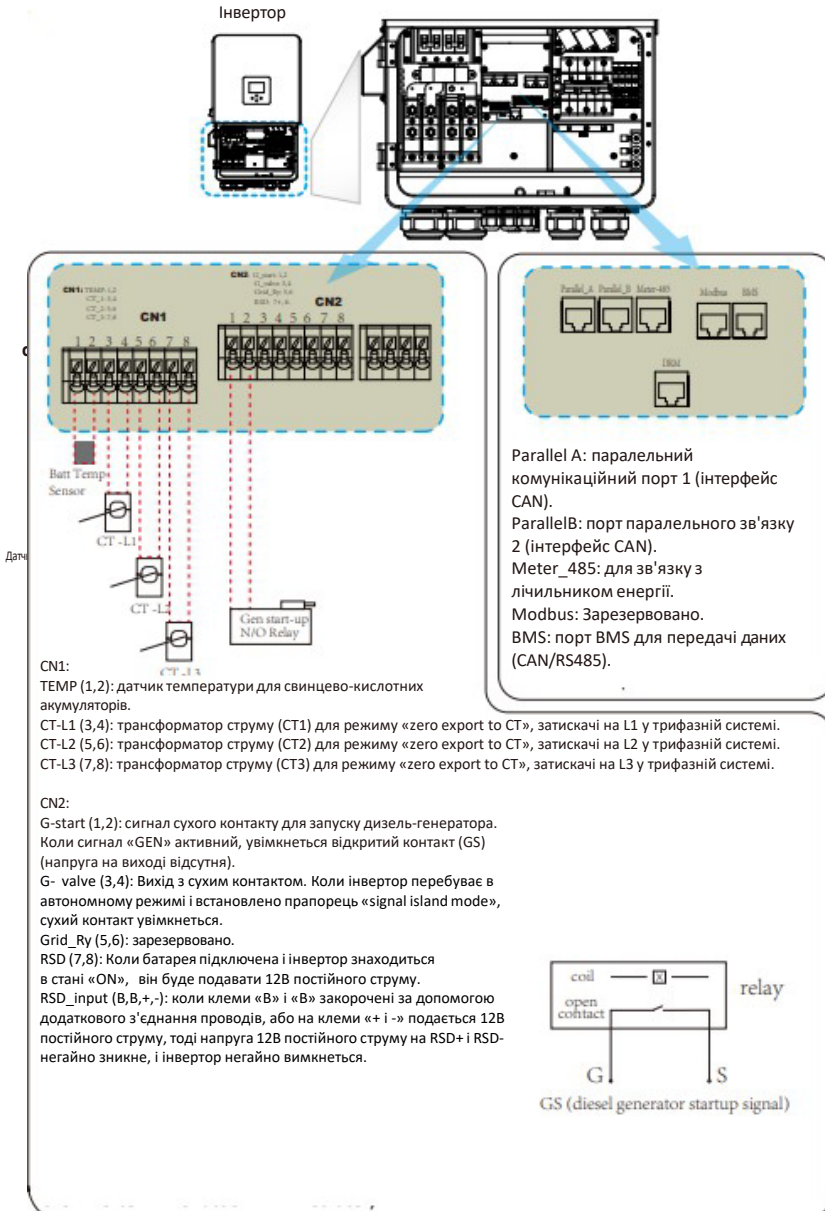 Інвертор
CN1: TEMP: 1,2
CT_1: 3,4
CT_2: 5,6
CT_3: 7,8
CN1
1 2 3 4 5 6 7 8
CN2: G_start: 1,2
G_valve: 3,4
Grid_Ry: 5,6
CN2
1 2 3 4 5 6 7 8
Batt Temp
Sensor
CT -L1
CT -L2
CT -L3
Gen start-up
N/O Relay
Датч
Parallel_A Parallel_B Meter-485 Modbus BMS
DRM
Parallel A: паралельний
комунікаційний порт 1 (інтерфейс
CAN).
ParallelB: порт паралельного зв'язку
2 (інтерфейс CAN).
Meter_485: для зв'язку з
лічильником енергії.
Modbus: Зарезервовано.
BMS: порт BMS для передачі даних
(CAN/RS485).
CN1:
TEMP (1,2): датчик температури для свинцево-кислотних
акумуляторів.
CT-L1 (3,4): трансформатор струму (CT1) для режиму «zero export to CT», затискачі на L1 у трифазній системі.
CT-L2 (5,6): трансформатор струму (CT2) для режиму «zero export to CT», затискачі на L2 у трифазній системі.
CT-L3 (7,8): трансформатор струму (CT3) для режиму «zero export to CT», затискачі на L3 у трифазній системі.
CN2:
G-start (1,2): сигнал сухого контакту для запуску дизель-генератора.
Коли сигнал «GEN» активний, увімкнеться відкритий контакт (GS)
(напруга на виході відсутня).
G- valve (3,4): Вихід з сухим контактом. Коли інвертор перебуває в
автономному режимі і встановлено прапорець «signal island mode»,
сухий контакт увімкнеться.
Grid_Ry (5,6): зарезервовано.
RSD (7,8): Коли батарея підключена і інвертор знаходиться
в стані «ON», він буде подавати 12В постійного струму.
RSD_input (B,B,+,-): коли клеми «B» і «B» закорочені за допомогою
додаткового з'єднання проводів, або на клеми «+ і -» подається 12В
постійного струму, тоді напруга 12В постійного струму на RSD+ і RSD-
негайно зникне, і інвертор негайно вимкнеться.
coil
open
contact
relay
G S
GS (diesel generator startup signal)